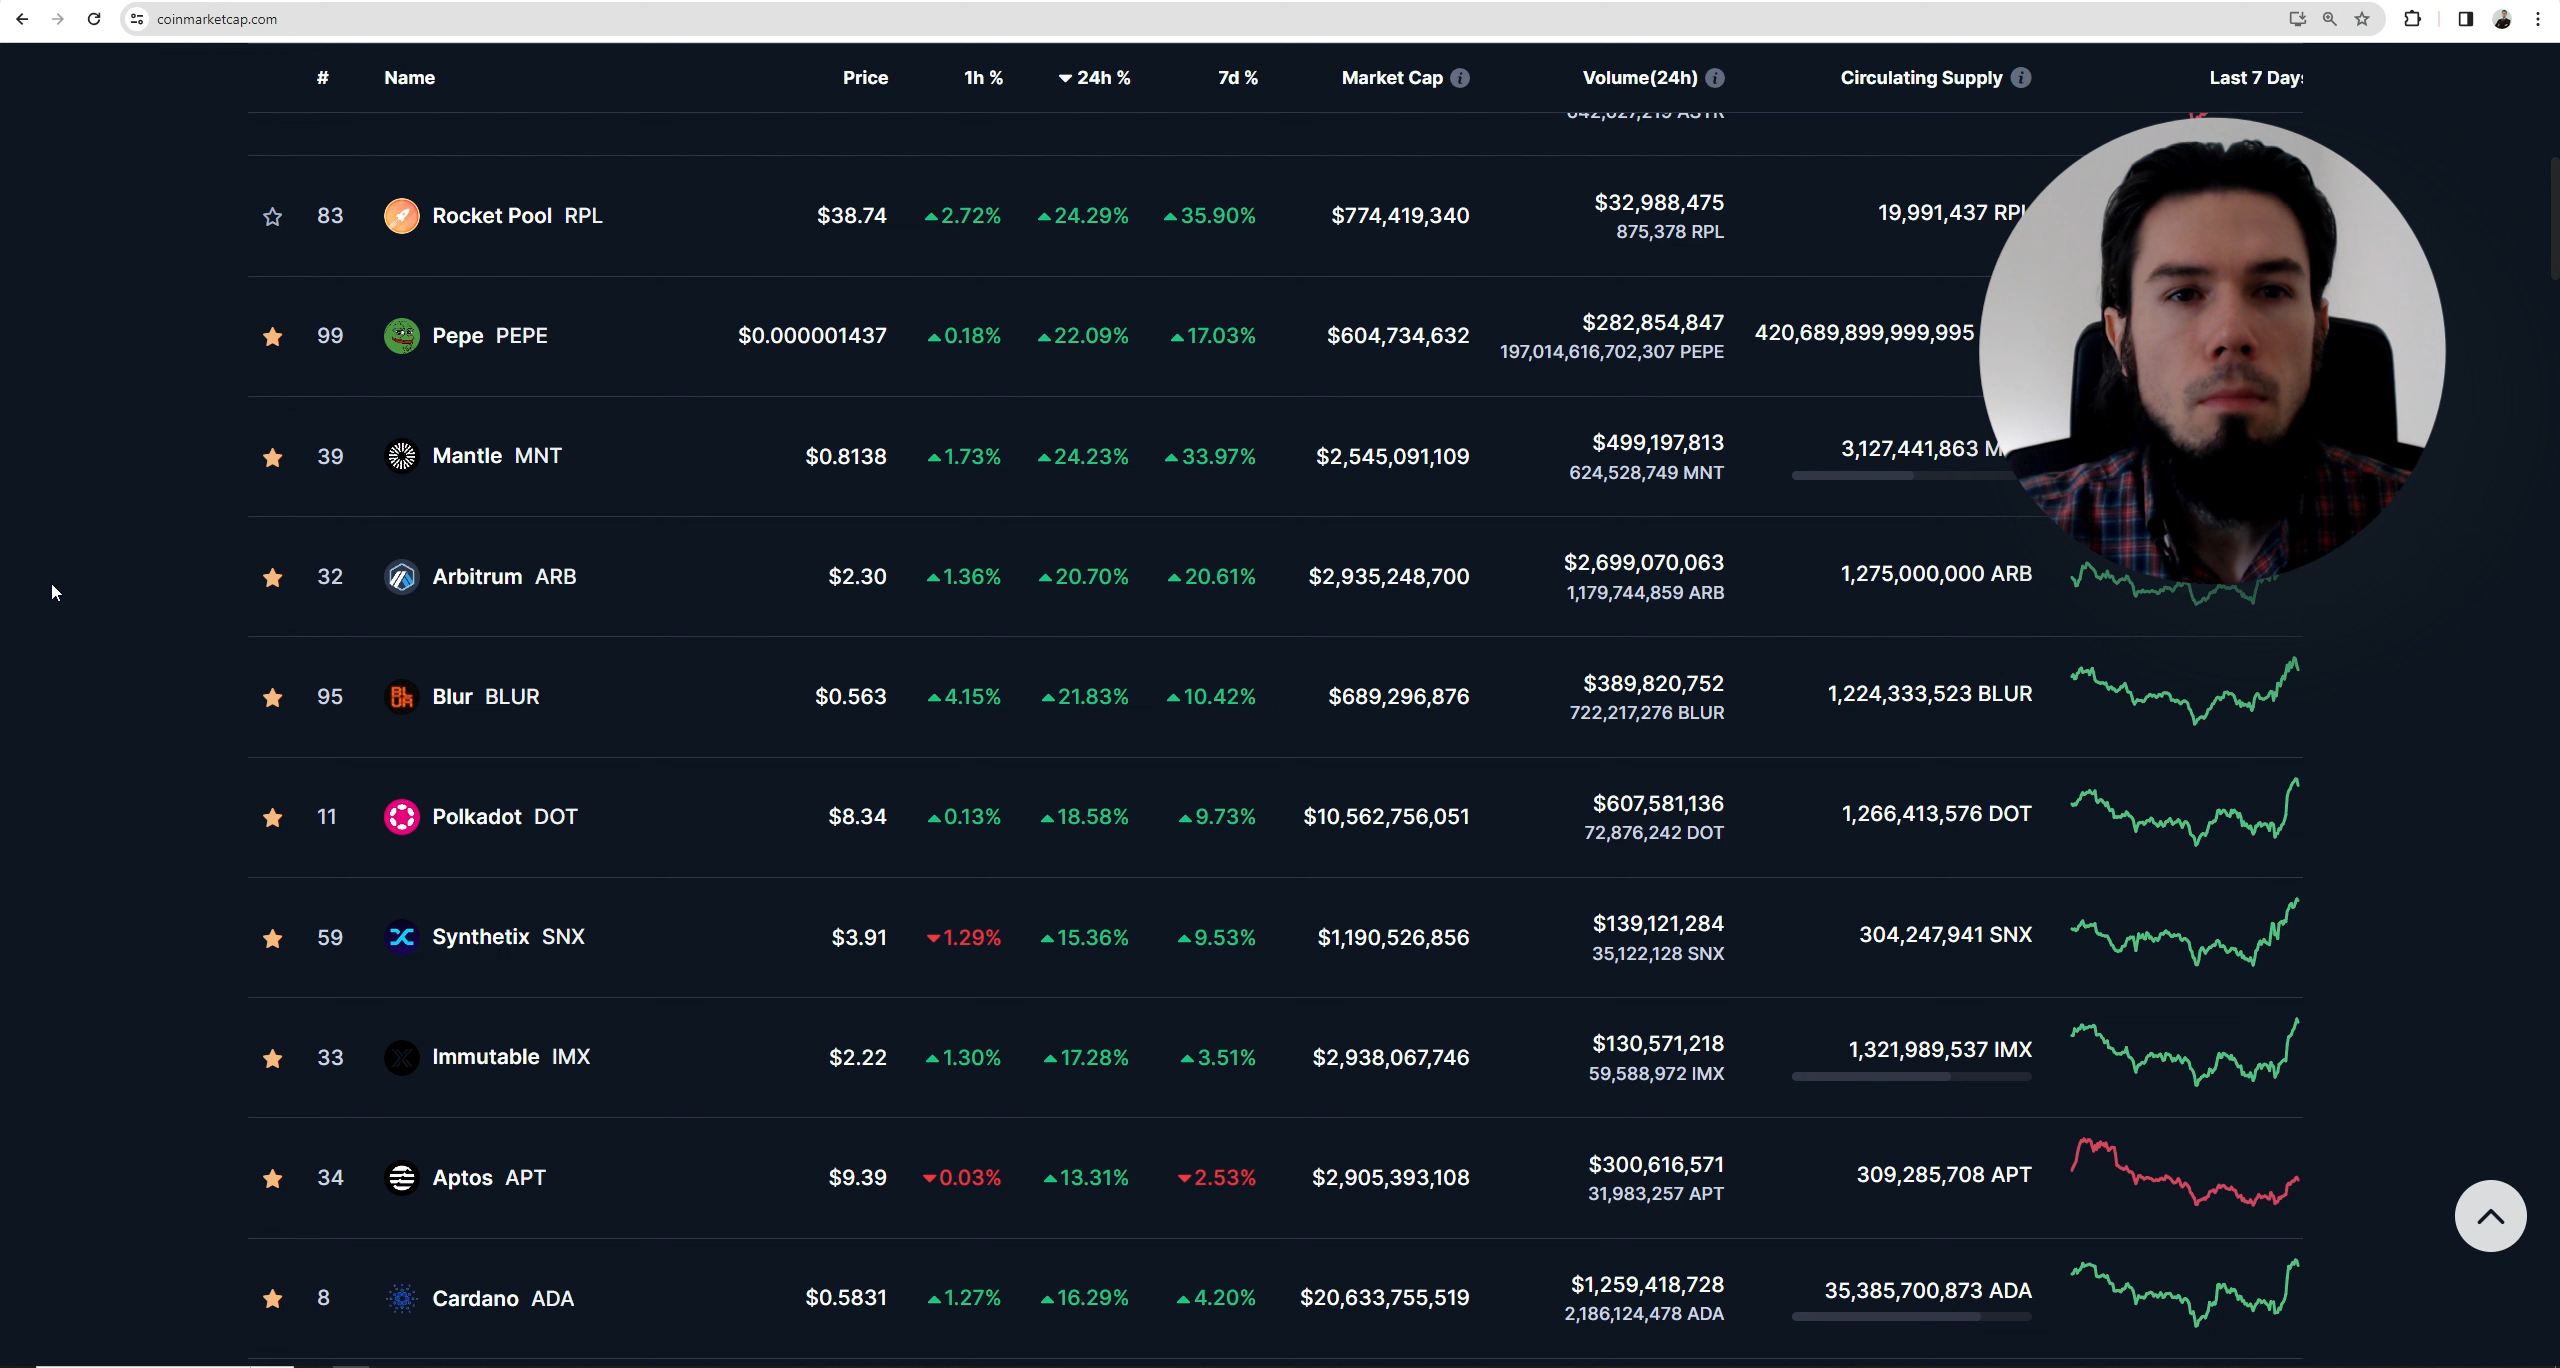 coinmarketcap.com
# Name Price 1h % 24h % 7d % Market Cap Volume(24h) Circulating Supply Last 7 Days
642,627,219 ASTR
83 Rocket Pool RPL $38.74 2.72% 24.29% 35.90% $774,419,340 $32,988,475 19,991,437 RPL
875,378 RPL
99 Pepe PEPE $0.000001437 0.18% 22.09% 17.03% $604,734,632 $282,854,847 420,689,899,999,995
197,014,616,702,307 PEPE
39 Mantle MNT $0.8138 1.73% 24.23% 33.97% $2,545,091,109 $499,197,813 3,127,441,863 M
624,528,749 MNT
32 Arbitrum ARB $2.30 1.36% 20.70% 20.61% $2,935,248,700 $2,699,070,063 1,275,000,000 ARB
1,179,744,859 ARB
95 Blur BLUR $0.563 4.15% 21.83% 10.42% $689,296,876 $389,820,752 1,224,333,523 BLUR
722,217,276 BLUR
11 Polkadot DOT $8.34 0.13% 18.58% 9.73% $10,562,756,051 $607,581,136 1,266,413,576 DOT
72,876,242 DOT
59 Synthetix SNX $3.91 1.29% 15.36% 9.53% $1,190,526,856 $139,121,284 304,247,941 SNX
35,122,128 SNX
33 Immutable IMX $2.22 1.30% 17.28% 3.51% $2,938,067,746 $130,571,218 1,321,989,537 IMX
59,588,972 IMX
34 Aptos APT $9.39 0.03% 13.31% 2.53% $2,905,393,108 $300,616,571 309,285,708 APT
31,983,257 APT
8 Cardano ADA $0.5831 1.27% 16.29% 4.20% $20,633,755,519 $1,259,418,728 35,385,700,873 ADA
2,186,124,478 ADA